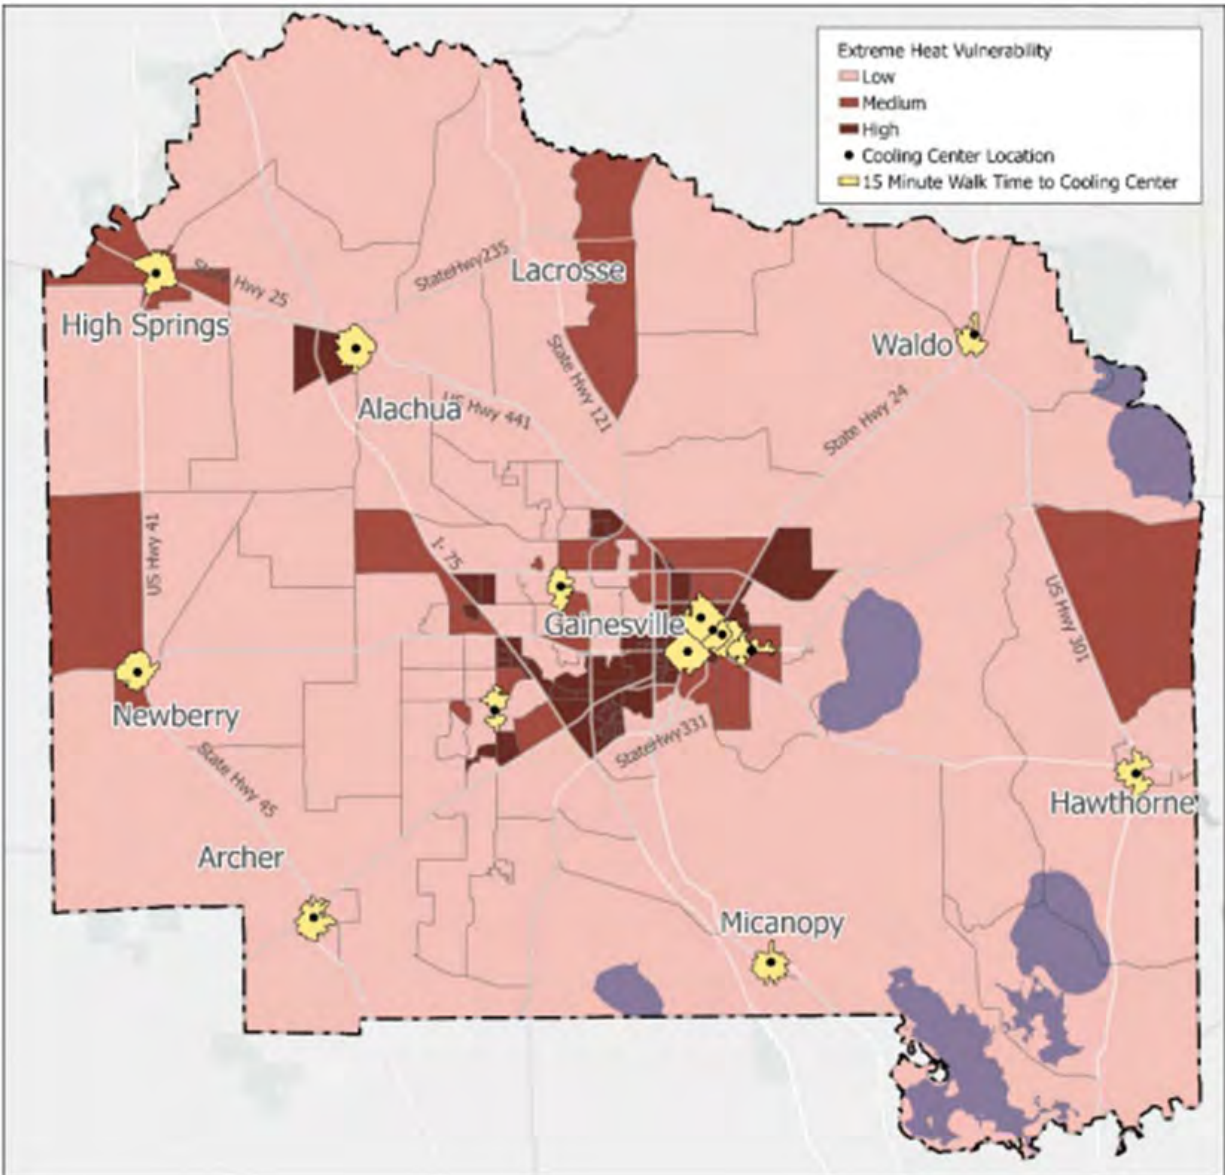 Extreme Heat Vulnerability
Low
Medium
High
Cooling Center Location
15 Minute Walk Time to Cooling Center
StateHwy235
Lacrosse
State Hwy 25
High Springs
Waldo
State Hwy 121
Alachua
US Hwy 441
State Hwy 24
US Hwy 41
I- 75
US Hwy 301
Gainesville
Newberry
StateHwy331
State Hwy 45
Hawthorne
Archer
Micanopy